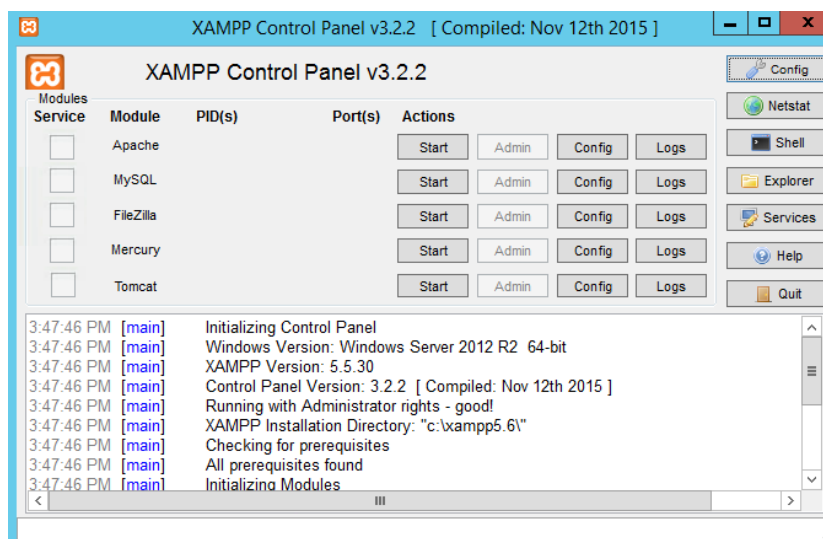 XAMPP Control Panel v3.2.2 [ Compiled: Nov 12th 2015 ]
XAMPP Control Panel v3.2.2
Config
Modules
Service Module PID(s) Port(s) Actions
Netstat
Apache Start Admin Config Logs
Shell
MySQL Start Admin Config Logs
Explorer
FileZilla Start Admin Config Logs
Services
Mercury Start Admin Config Logs
Help
Tomcat Start Admin Config Logs
Quit
3:47:46 PM [main] Initializing Control Panel
3:47:46 PM [main] Windows Version: Windows Server 2012 R2 64-bit
3:47:46 PM [main] XAMPP Version: 5.5.30
3:47:46 PM [main] Control Panel Version: 3.2.2 [ Compiled: Nov 12th 2015 ]
3:47:46 PM [main] Running with Administrator rights - good!
3:47:46 PM [main] XAMPP Installation Directory: "c:\xampp5.6\"
3:47:46 PM [main] Checking for prerequisites
3:47:46 PM [main] All prerequisites found
3:47:46 PM [main] Initializing Modules